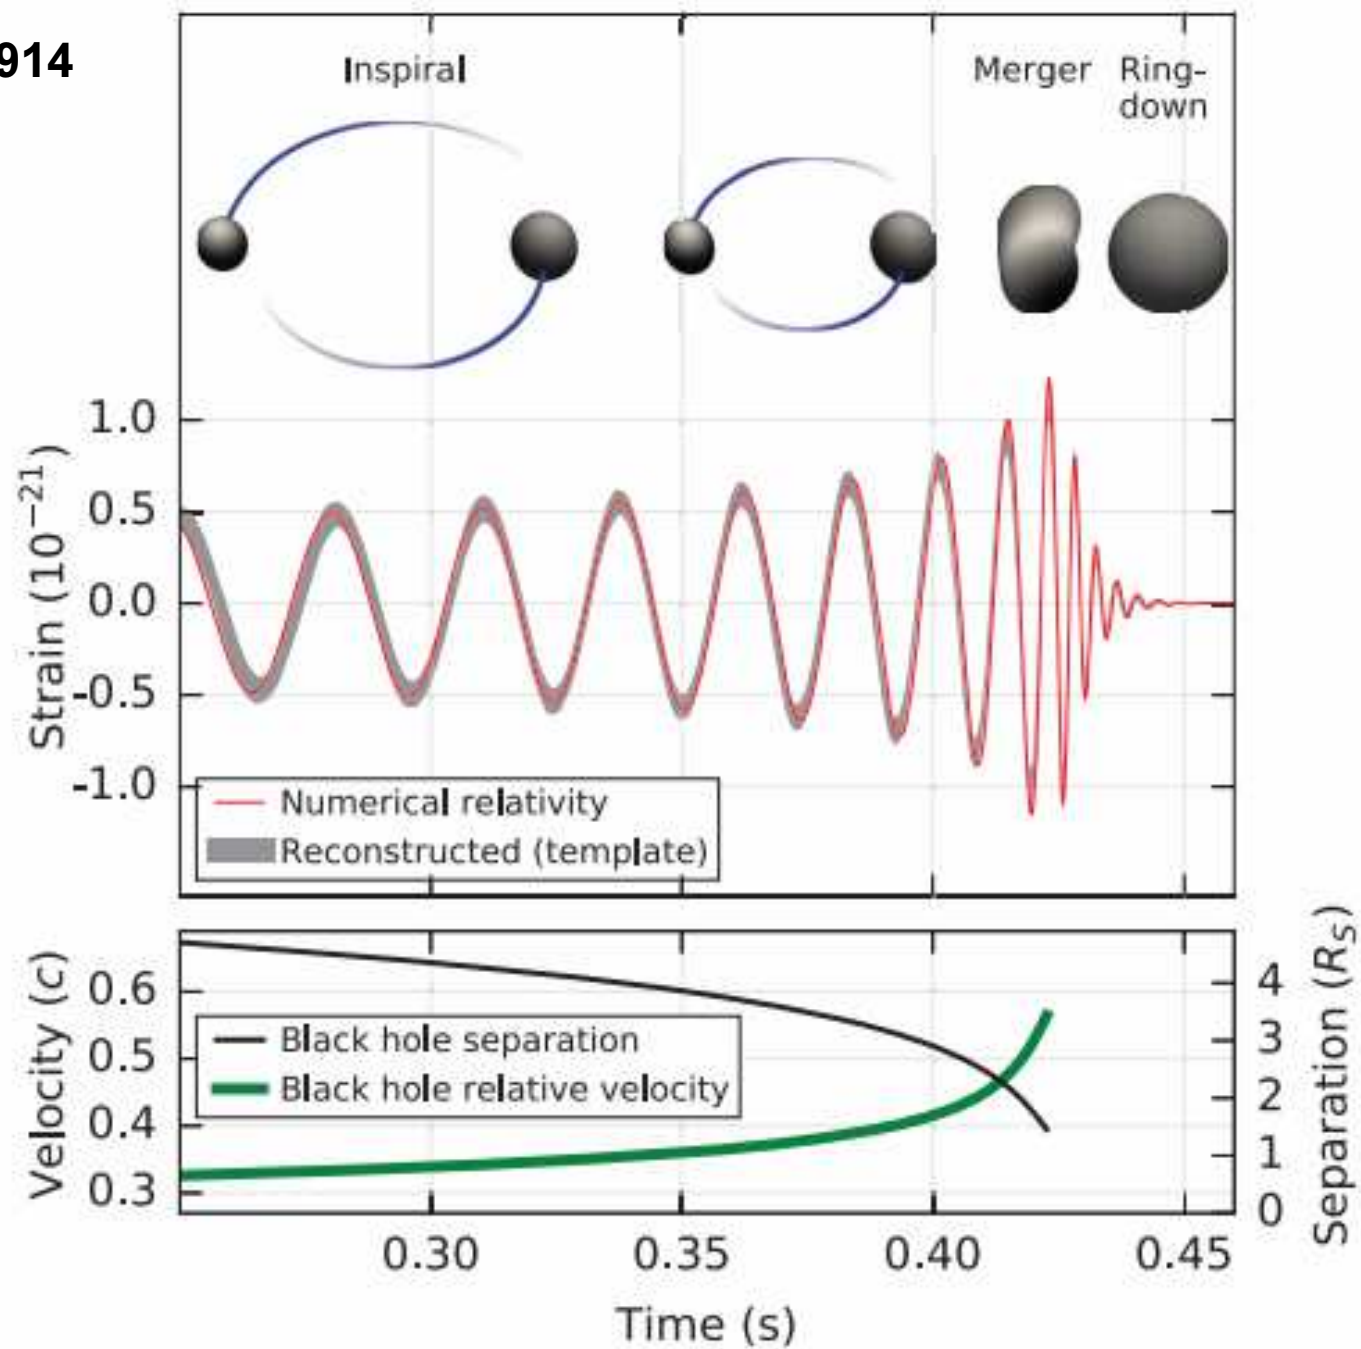 914
Inspiral
Merger
Ring-
down
Strain (10⁻²¹)
1.0
0.5
0.0
-0.5
-1.0
Numerical relativity
Reconstructed (template)
Velocity (c)
0.6
0.5
0.4
0.3
Black hole separation
Black hole relative velocity
4
3
2
1
0
Separation (RS)
0.30 0.35 0.40 0.45
Time (s)